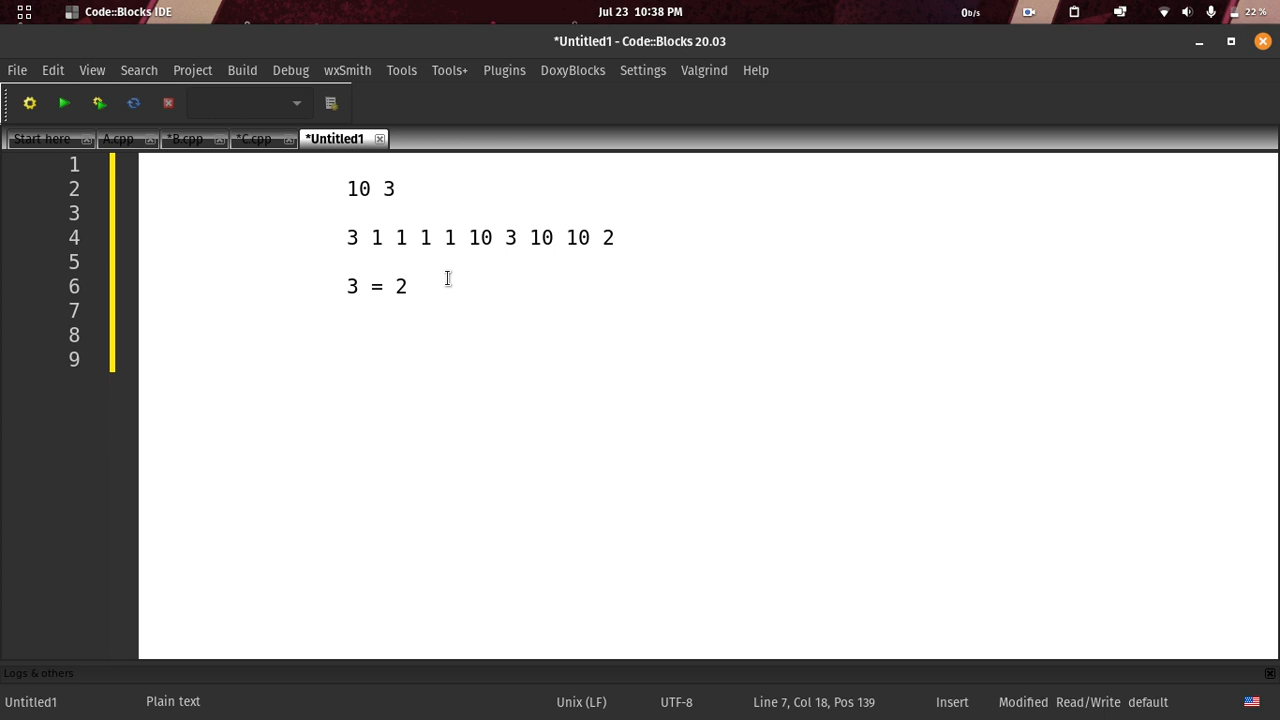 Code::Blocks IDE
Jul 23 10:38 PM
0b/s
22 %
*Untitled1 - Code::Blocks 20.03
File Edit View Search Project Build Debug wxSmith Tools Tools+ Plugins DoxyBlocks Settings Valgrind Help
Start here A.cpp *B.cpp *C.cpp *Untitled1
1
2 10 3
3
4 3 1 1 1 1 10 3 10 10 2
5
6 3 = 2
7
8
9
Logs & others
Untitled1 Plain text Unix (LF) UTF-8 Line 7, Col 18, Pos 139 Insert Modified Read/Write default